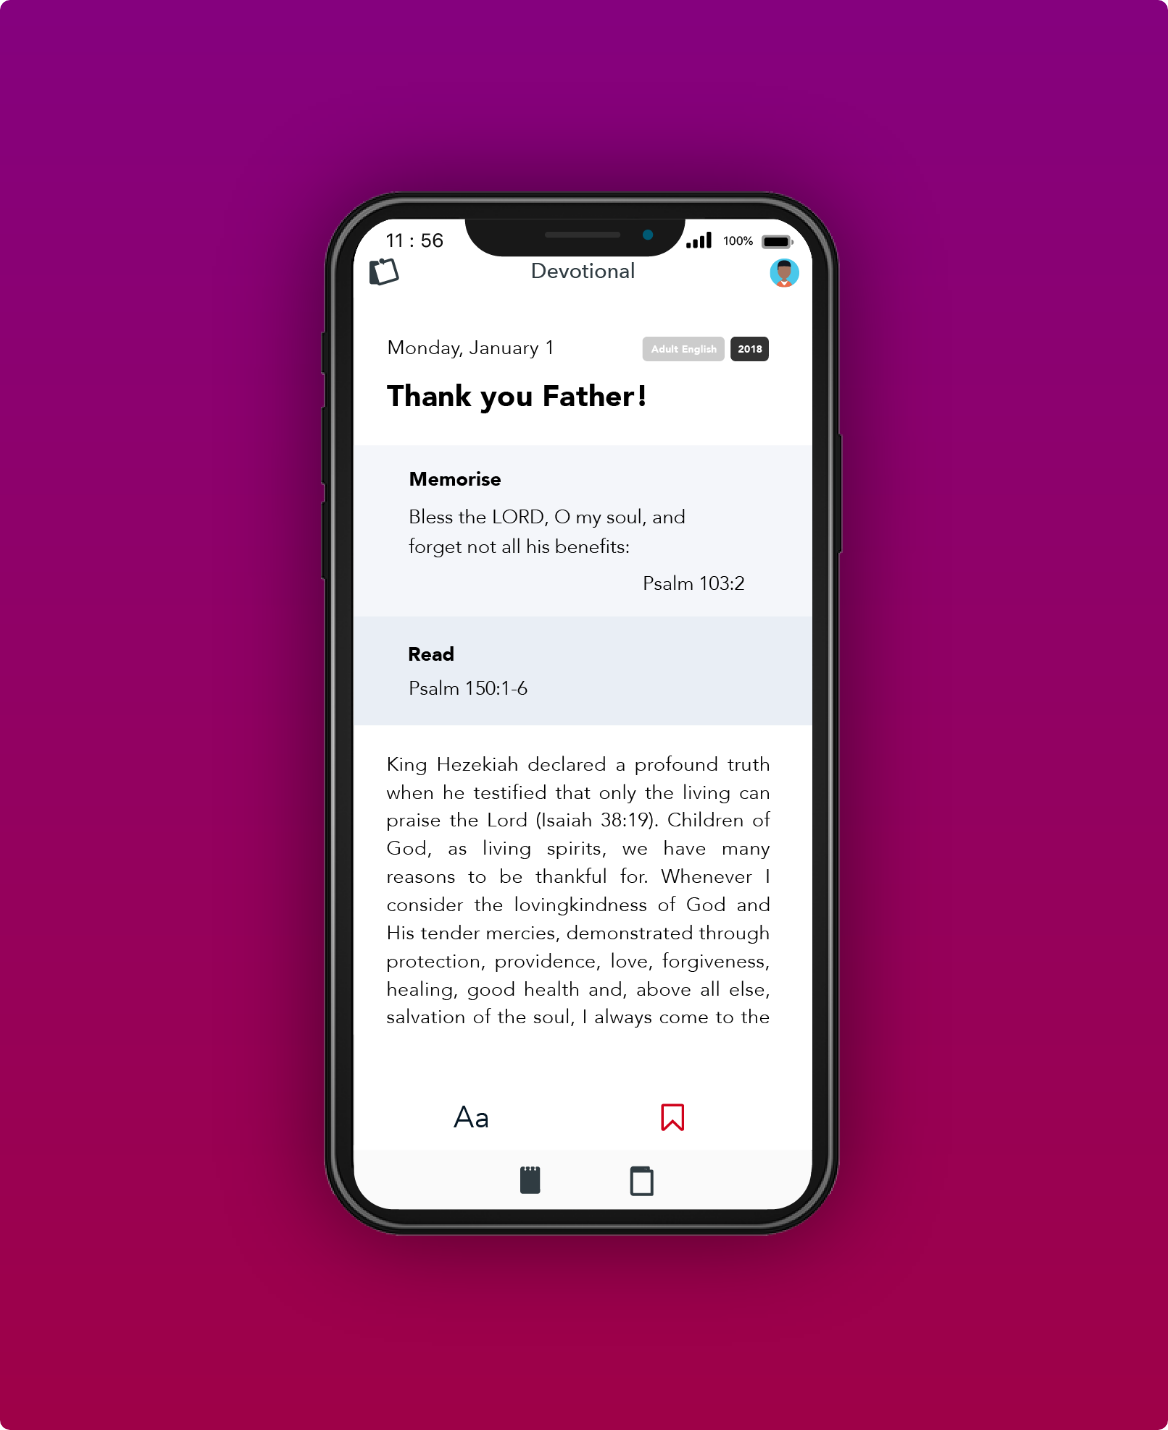 11 : 56
100%
Devotional
Monday, January 1
Adult English
2018
Thank you Father!
Memorise
Bless the LORD, O my soul, and
forget not all his benefits:
Psalm 103:2
Read
Psalm 150:1-6
King Hezekiah declared a profound truth
when he testified that only the living can
praise the Lord (Isaiah 38:19). Children of
God, as living spirits, we have many
reasons to be thankful for. Whenever I
consider the lovingkindness of God and
His tender mercies, demonstrated through
protection, providence, love, forgiveness,
healing, good health and, above all else,
salvation of the soul, I always come to the
Aa